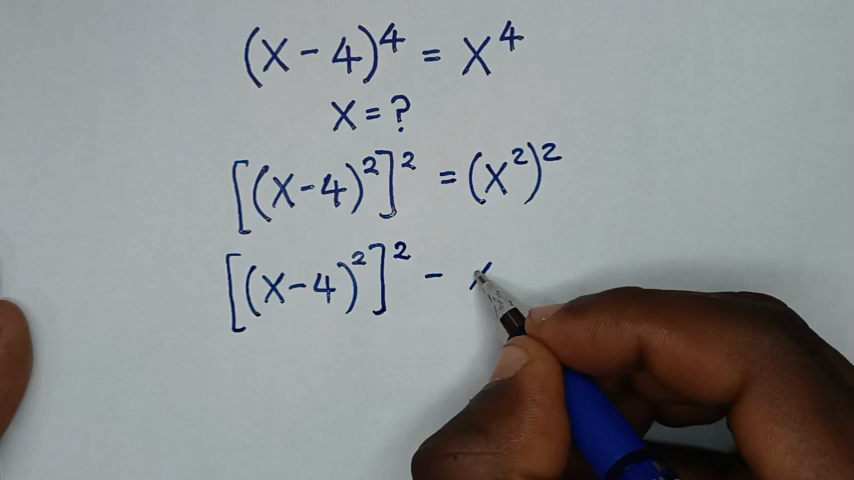 (x - 4)⁴ = x⁴
x = ?
[(x - 4)²]² = (x²)²
[(x - 4)²]² - x